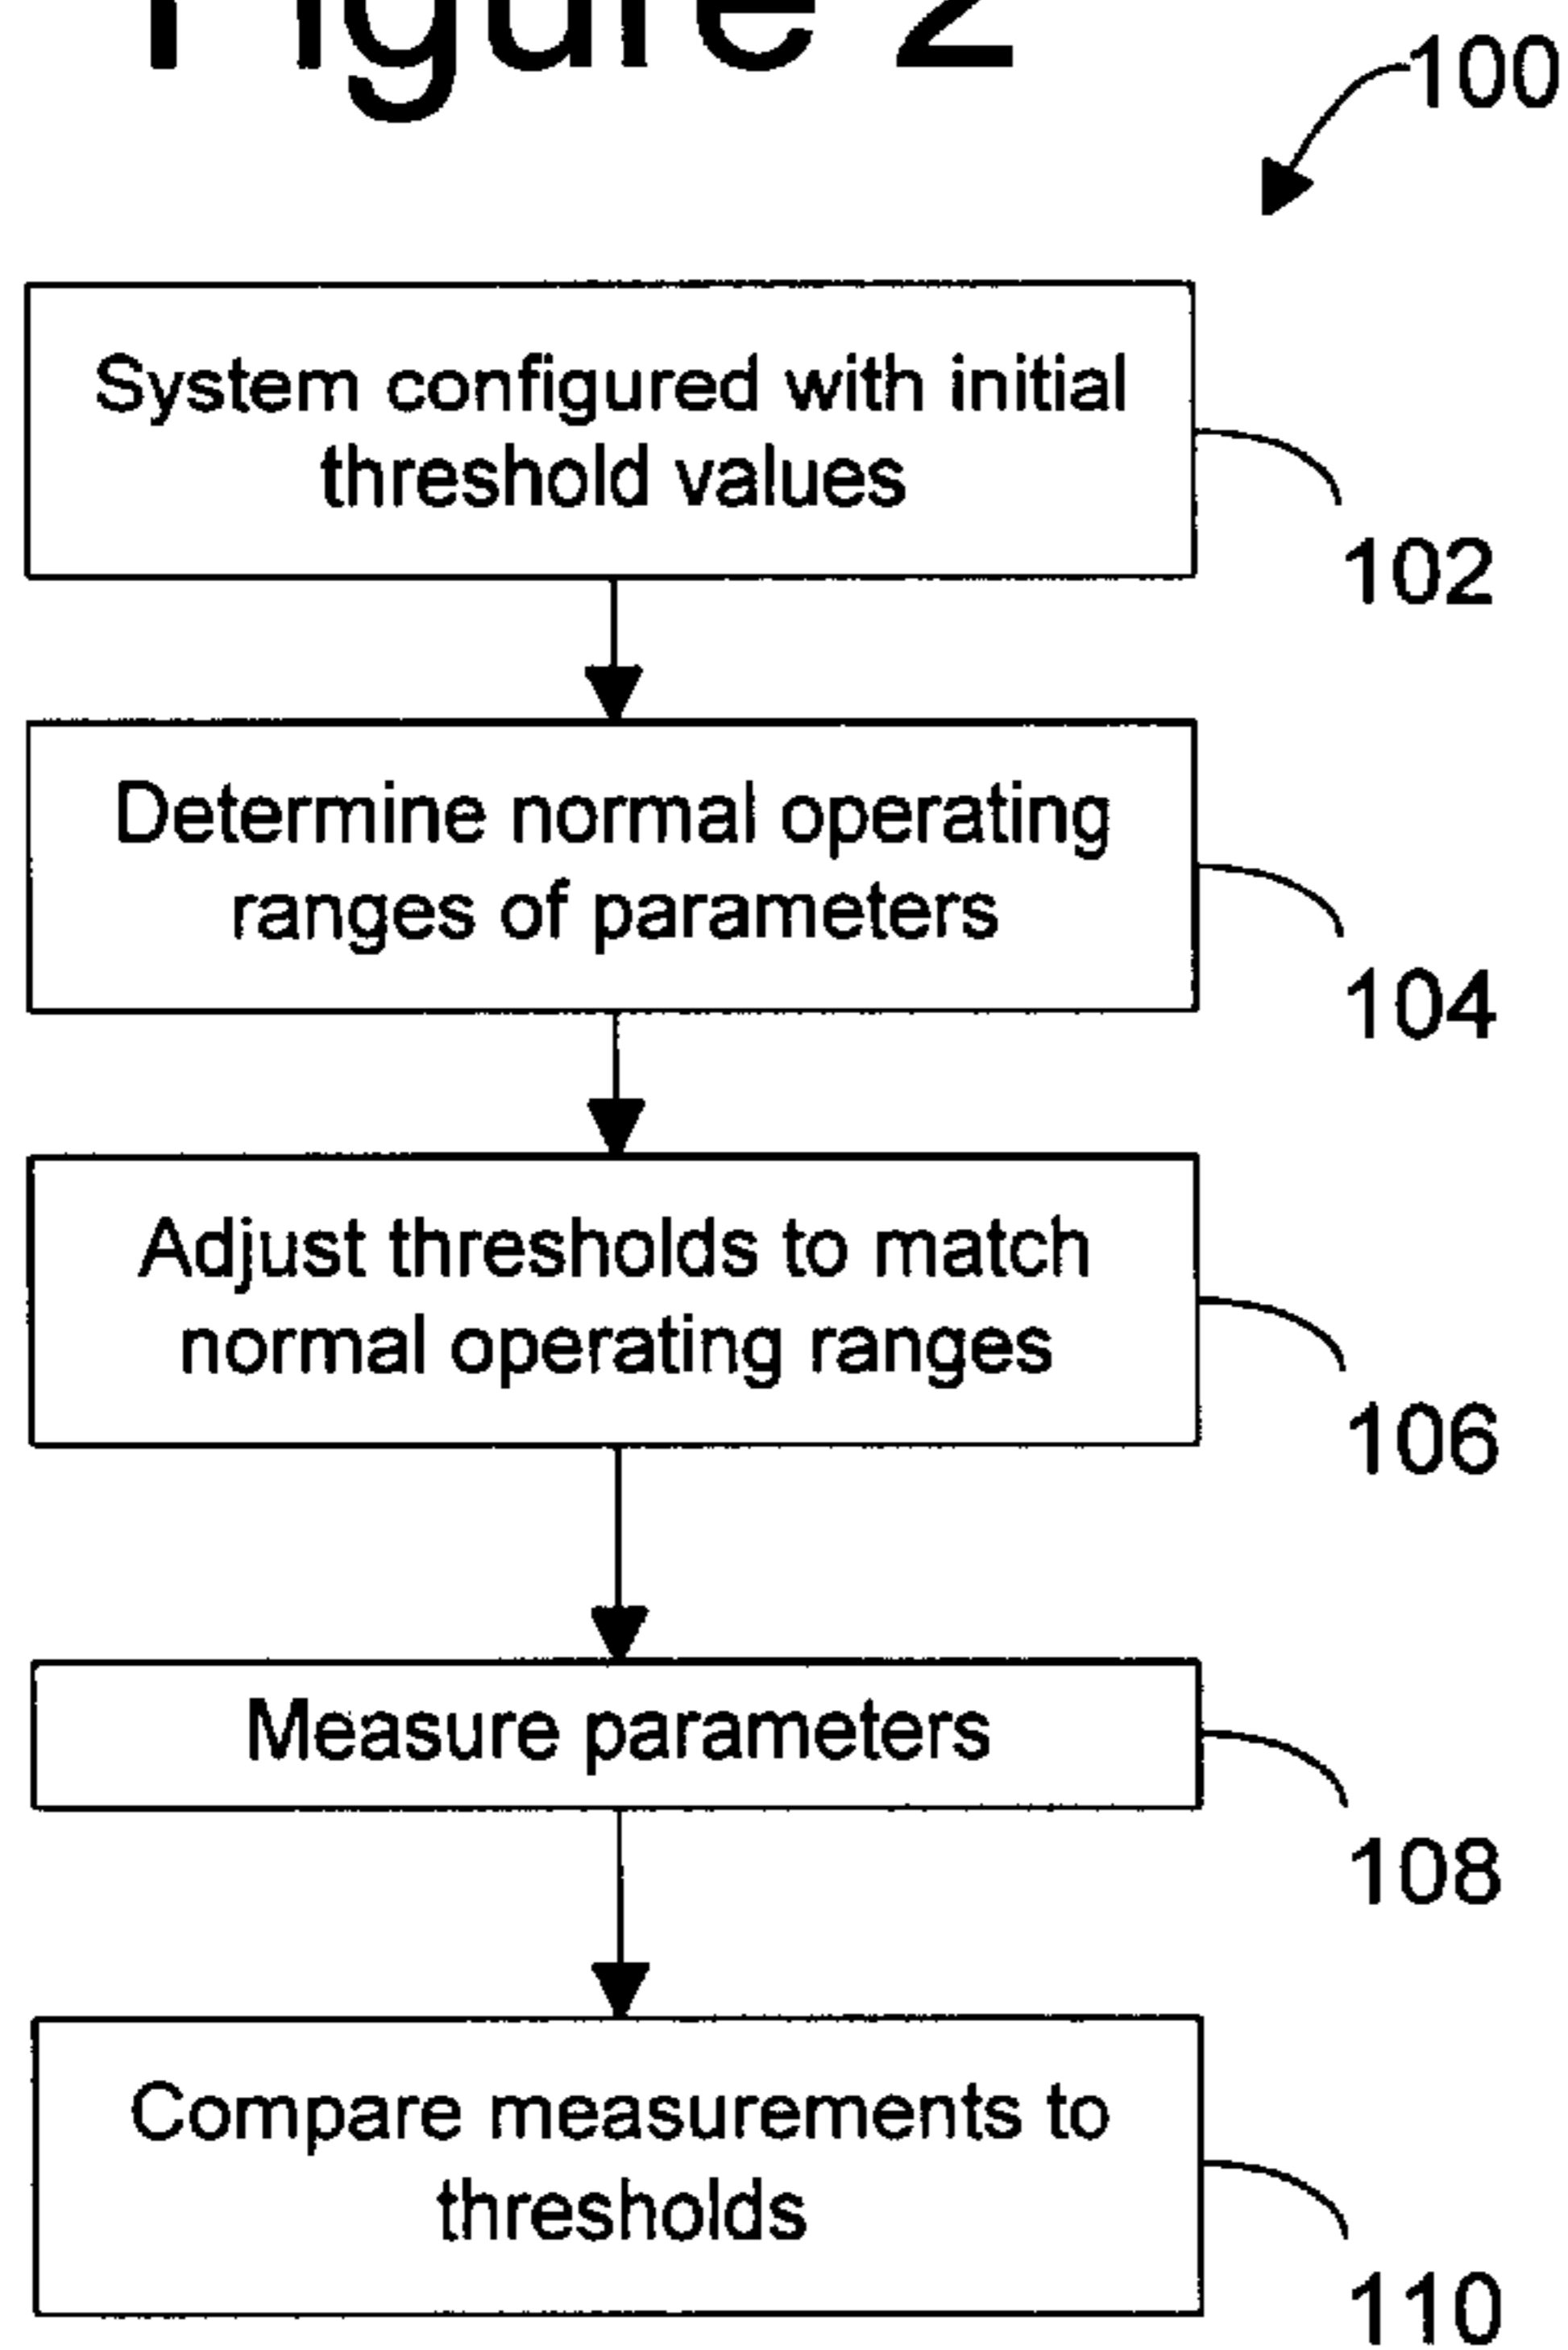 Figure 2
100
System configured with initial
threshold values
102
Determine normal operating
ranges of parameters
104
Adjust thresholds to match
normal operating ranges
106
Measure parameters
108
Compare measurements to
thresholds
110